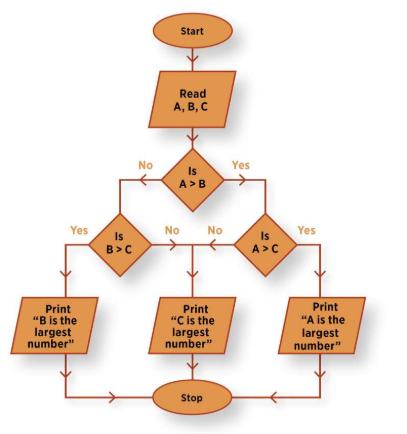 Start
Read
A, B, C
No
Yes
Is
A > B
Yes
No
No
Yes
Is
B > C
Is
A > C
Print
“B is the
largest
number”
Print
“C is the
largest
number”
Print
“A is the
largest
number”
Stop